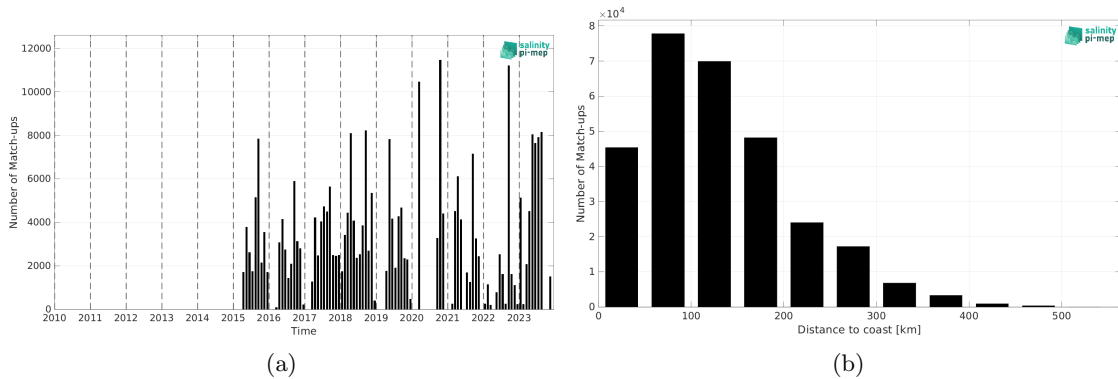 12000
10000
8000
6000
4000
2000
0
Number of Match-ups
2010 2011 2012 2013 2014 2015 2016 2017 2018 2019 2020 2021 2022 2023
Time
salinity
pi-mep
(a)
×10⁴
8
7
6
5
4
3
2
1
0
Number of Match-ups
0 100 200 300 400 500
Distance to coast [km]
salinity
pi-mep
(b)